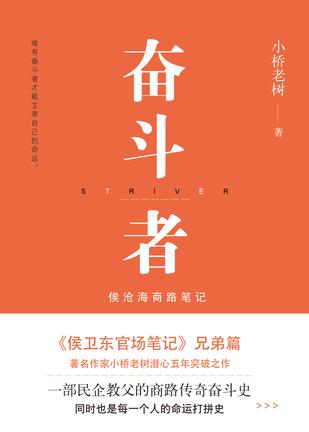 小桥老树
著
唯有奋斗者
才能主宰自己的命运！
奋斗者
STRIVER
侯沧海商路笔记
《侯卫东官场笔记》兄弟篇
著名作家小桥老树潜心五年突破之作
一部民企教父的商路传奇奋斗史
同时也是每一个人的命运打拼史
>>>